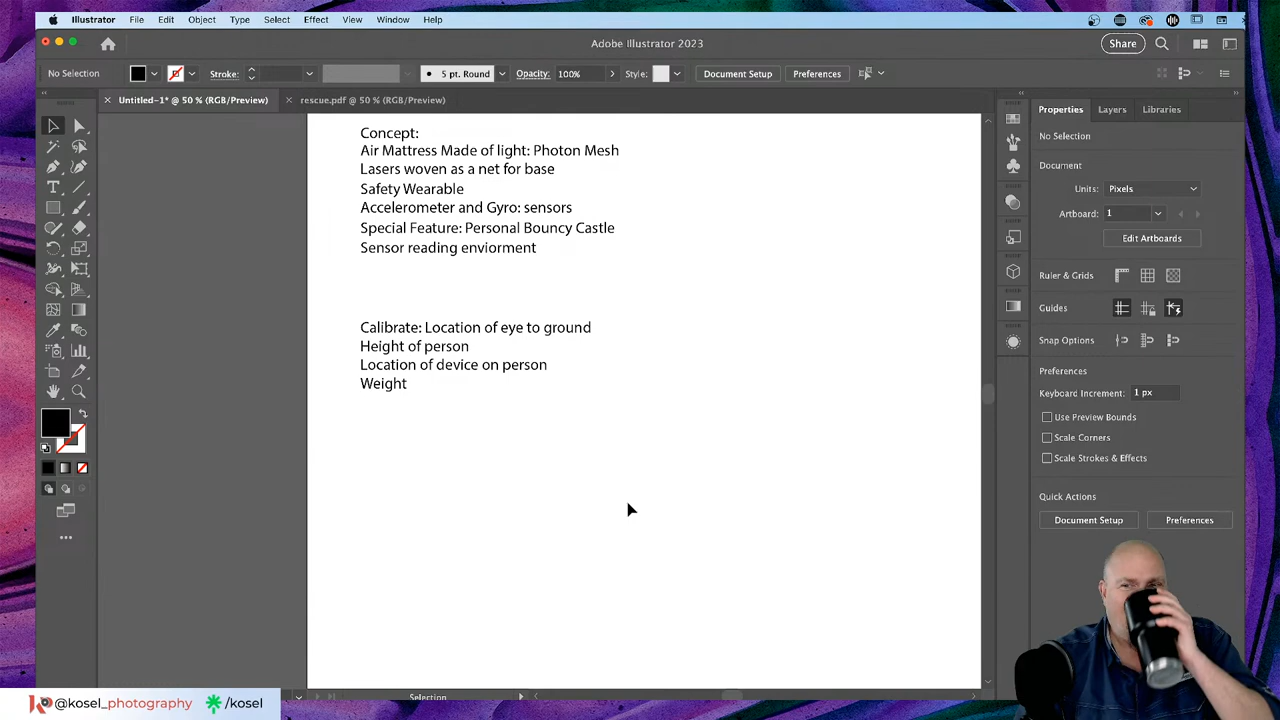 Illustrator File Edit Object Type Select Effect View Window Help
Adobe Illustrator 2023
Share
No Selection
Stroke:
5 pt. Round
Opacity: 100%
Style:
Document Setup
Preferences
Untitled-1* @ 50 % (RGB/Preview)
rescue.pdf @ 50 % (RGB/Preview)
Concept:
Air Mattress Made of light: Photon Mesh
Lasers woven as a net for base
Safety Wearable
Accelerometer and Gyro: sensors
Special Feature: Personal Bouncy Castle
Sensor reading enviorment
Calibrate: Location of eye to ground
Height of person
Location of device on person
Weight
Properties Layers Libraries
No Selection
Document
Units: Pixels
Artboard: 1
Edit Artboards
Ruler & Grids
Guides
Snap Options
Preferences
Keyboard Increment: 1 px
Use Preview Bounds
Scale Corners
Scale Strokes & Effects
Quick Actions
Document Setup
Preferences
Selection
@kosel_photography /kosel